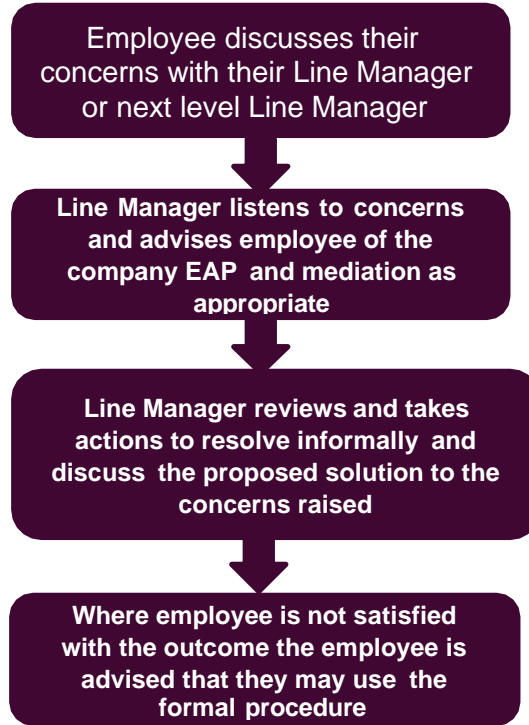 Employee discusses their
concerns with their Line Manager
or next level Line Manager
Line Manager listens to concerns
and advises employee of the
company EAP and mediation as
appropriate
Line Manager reviews and takes
actions to resolve informally and
discuss the proposed solution to the
concerns raised
Where employee is not satisfied
with the outcome the employee is
advised that they may use the
formal procedure